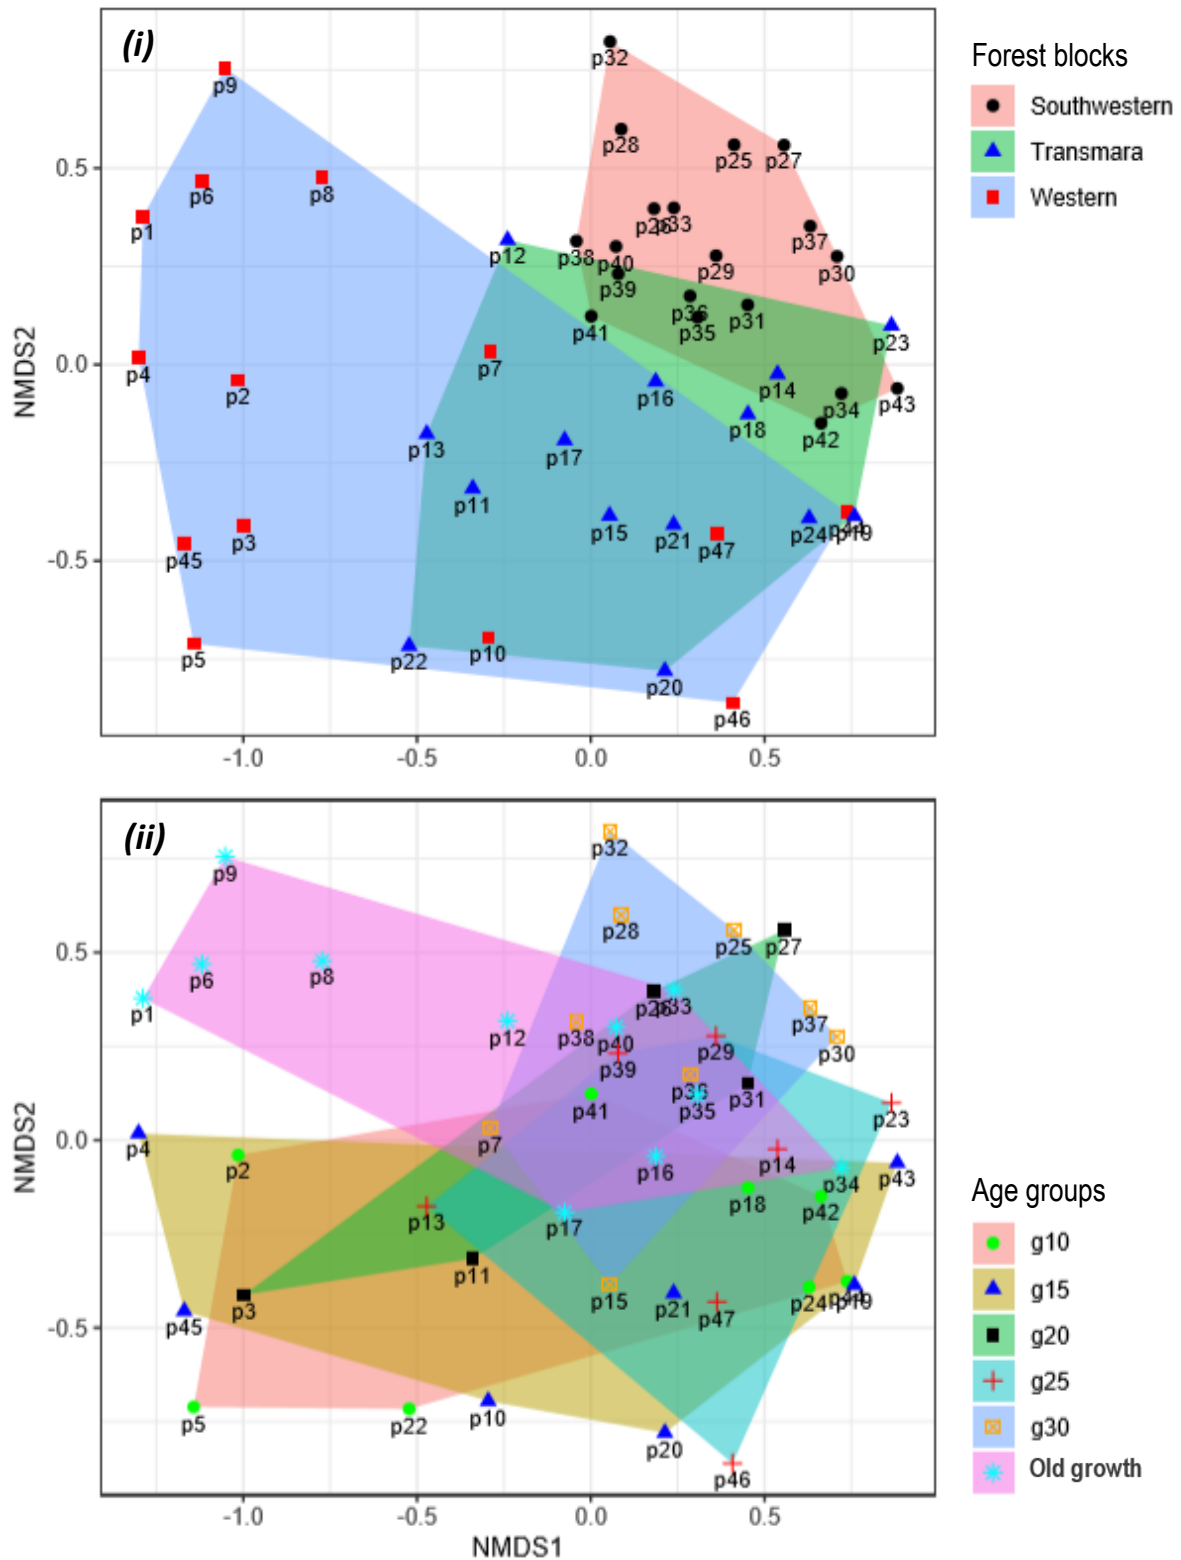 (i)
p32
p9
p28
p25
p27
0.5
p6
p8
p1
p26
p33
p37
p12
p38
p40
p29
p30
p39
p36
p35
p31
p41
p23
0.0
p4
p7
p2
p16
p14
p34
p43
p18
p42
p13
p17
p11
p15
p21
p47
p24
p19
p3
p45
-0.5
p5
p22
p10
p20
p46
NMDS2
-1.0
-0.5
0.0
0.5
Forest blocks
Southwestern
Transmara
Western
(ii)
p32
p9
p28
p25
p27
0.5
p6
p8
p1
p26
p33
p37
p12
p38
p40
p29
p30
p39
p36
p35
p31
p41
p23
0.0
p4
p7
p2
p16
p14
p34
p43
p18
p42
p13
p17
p11
p15
p21
p47
p24
p19
p3
p45
-0.5
p5
p22
p10
p20
p46
NMDS2
-1.0
-0.5
0.0
0.5
NMDS1
Age groups
g10
g15
g20
g25
g30
Old growth